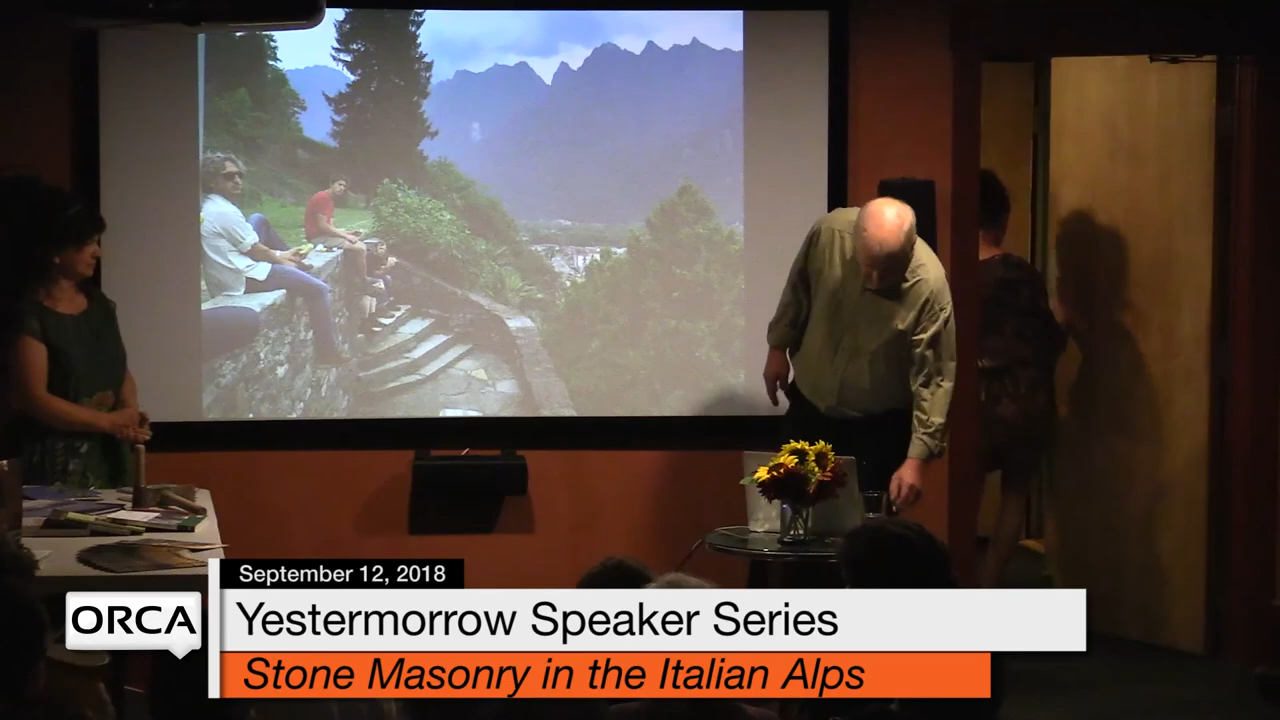 September 12, 2018
Yestermorrow Speaker Series
ORCA
Stone Masonry in the Italian Alps